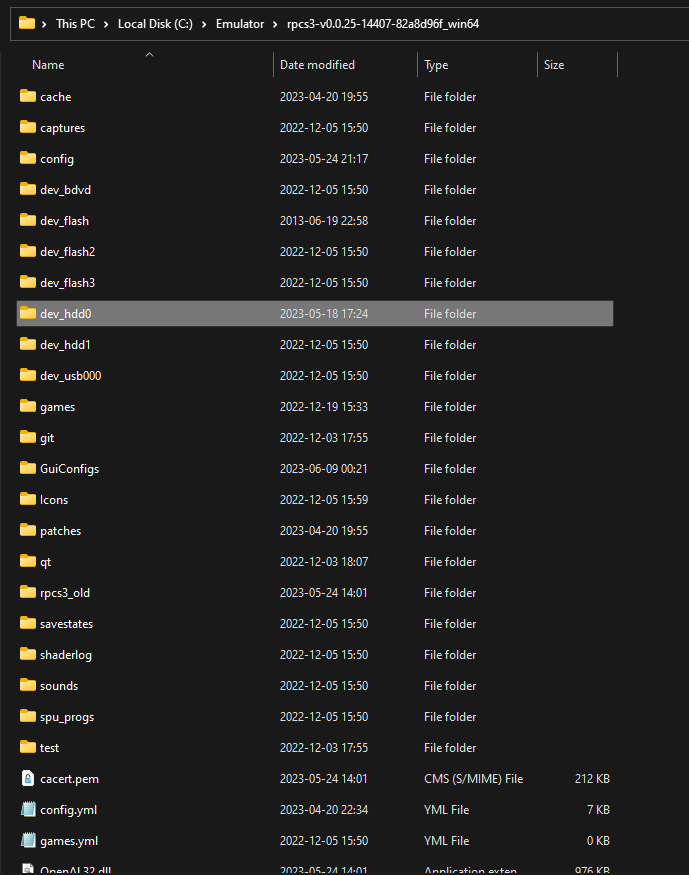 This PC > Local Disk (C:) > Emulator > rpcs3-v0.0.25-14407-82a8d96f_win64
Name Date modified Type Size
cache 2023-04-20 19:55 File folder
captures 2022-12-05 15:50 File folder
config 2023-05-24 21:17 File folder
dev_bdvd 2022-12-05 15:50 File folder
dev_flash 2013-06-19 22:58 File folder
dev_flash2 2022-12-05 15:50 File folder
dev_flash3 2022-12-05 15:50 File folder
dev_hdd0 2023-05-18 17:24 File folder
dev_hdd1 2022-12-05 15:50 File folder
dev_usb000 2022-12-05 15:50 File folder
games 2022-12-19 15:33 File folder
git 2022-12-03 17:55 File folder
GuiConfigs 2023-06-09 00:21 File folder
Icons 2022-12-05 15:59 File folder
patches 2023-04-20 19:55 File folder
qt 2022-12-03 18:07 File folder
rpcs3_old 2023-05-24 14:01 File folder
savestates 2022-12-05 15:50 File folder
shaderlog 2022-12-05 15:50 File folder
sounds 2022-12-05 15:50 File folder
spu_progs 2022-12-05 15:50 File folder
test 2022-12-03 17:55 File folder
cacert.pem 2023-05-24 14:01 CMS (S/MIME) File 212 KB
config.yml 2023-04-20 22:34 YML File 7 KB
games.yml 2022-12-05 15:50 YML File 0 KB
OpenAL32.dll 2023-05-24 14:01 Application exten... 976 KB